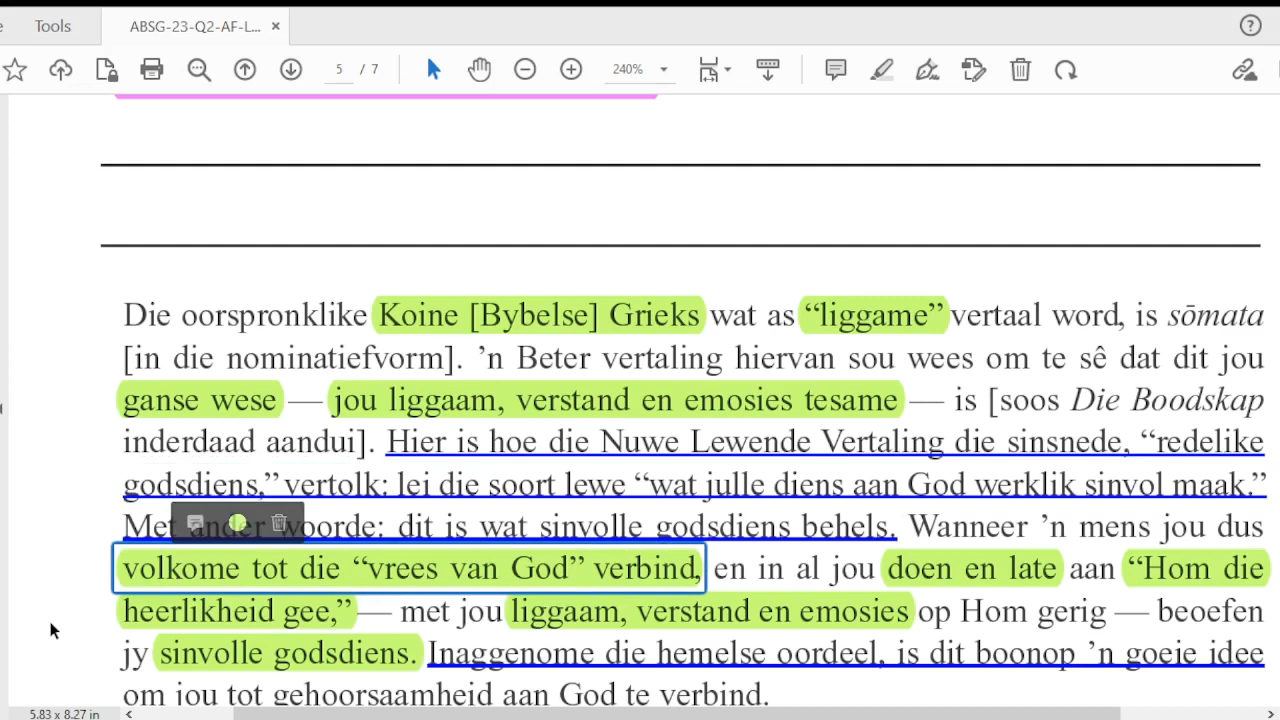 Tools
ABSG-23-Q2-AF-L... ×
5 / 7
240%
Die oorspronklike Koine [Bybelse] Grieks wat as “liggame” vertaal word, is sōmata
[in die nominatiefvorm]. ’n Beter vertaling hiervan sou wees om te sê dat dit jou
ganse wese — jou liggaam, verstand en emosies tesame — is [soos Die Boodskap
inderdaad aandui]. Hier is hoe die Nuwe Lewende Vertaling die sinsnede, “redelike
godsdiens,” vertolk: lei die soort lewe “wat julle diens aan God werklik sinvol maak.”
Met ander woorde: dit is wat sinvolle godsdiens behels. Wanneer ’n mens jou dus
volkome tot die “vrees van God” verbind, en in al jou doen en late aan “Hom die
heerlikheid gee,” — met jou liggaam, verstand en emosies op Hom gerig — beoefen
jy sinvolle godsdiens. Inaggenome die hemelse oordeel, is dit boonop ’n goeie idee
om jou tot gehoorsaamheid aan God te verbind.
5.83 x 8.27 in